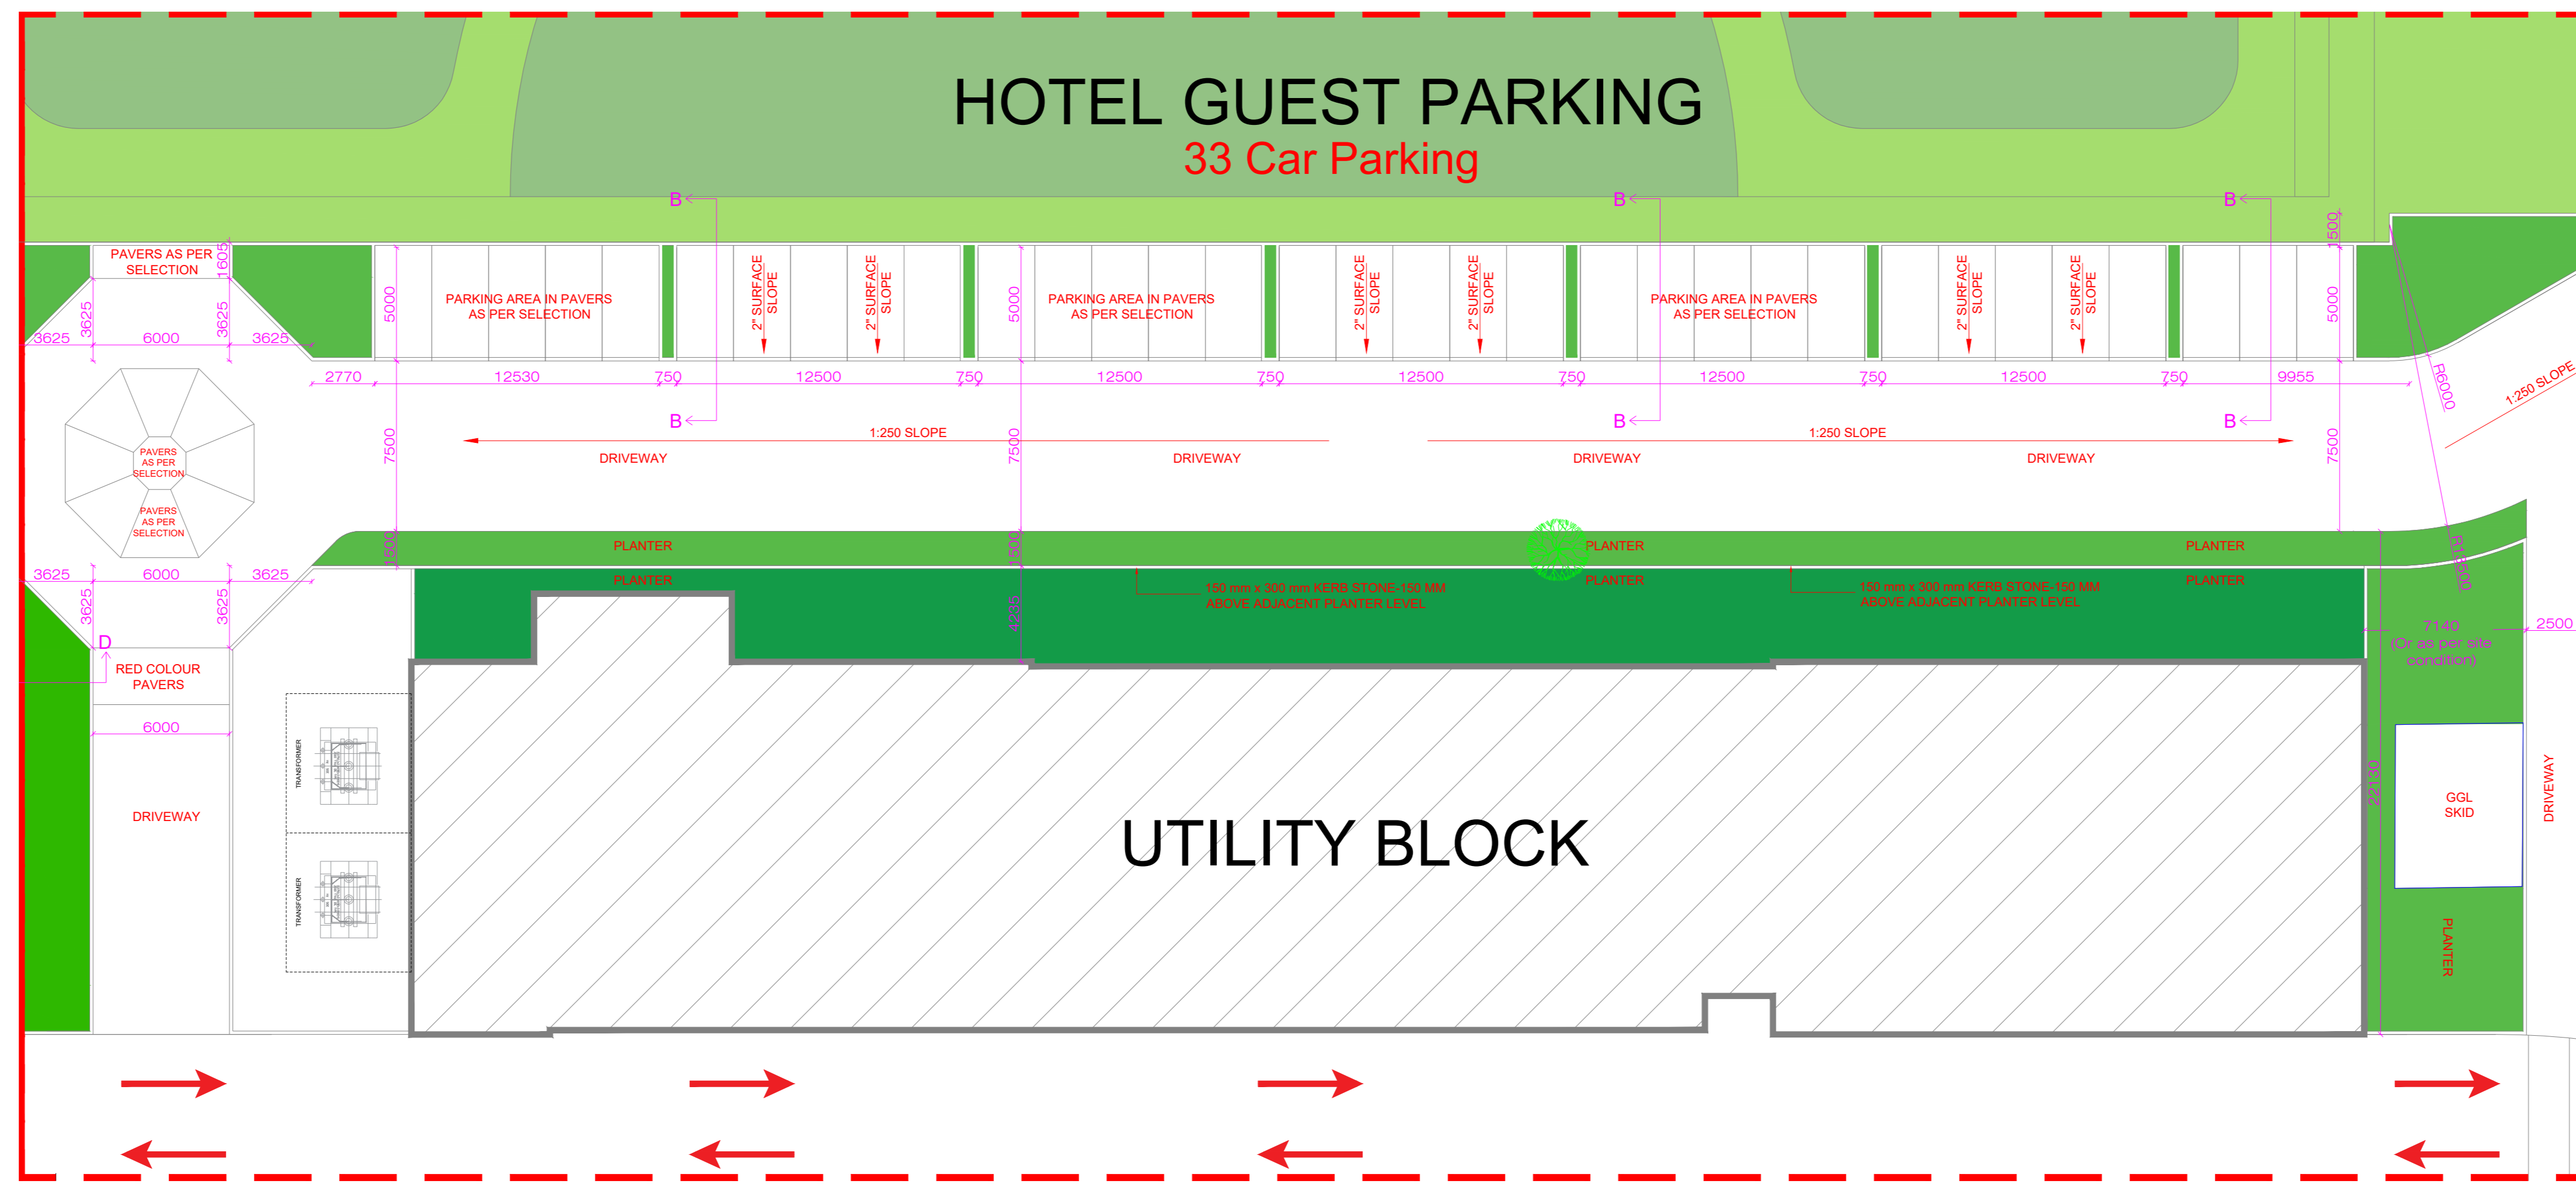 HOTEL GUEST PARKING
33 Car Parking
B
B
B
1500
PAVERS AS PER
SELECTION
1605
3625
3625
3625
6000
3625
5000
PARKING AREA IN PAVERS
AS PER SELECTION
2" SURFACE
SLOPE
2" SURFACE
SLOPE
5000
PARKING AREA IN PAVERS
AS PER SELECTION
2" SURFACE
SLOPE
2" SURFACE
SLOPE
PARKING AREA IN PAVERS
AS PER SELECTION
2" SURFACE
SLOPE
2" SURFACE
SLOPE
5000
2770
12530
750
12500
750
12500
750
12500
750
12500
750
12500
750
9955
R6000
1:250 SLOPE
B
B
B
7500
1:250 SLOPE
7500
1:250 SLOPE
7500
DRIVEWAY
DRIVEWAY
DRIVEWAY
DRIVEWAY
PAVERS
AS PER
SELECTION
PAVERS
AS PER
SELECTION
1500
PLANTER
1500
PLANTER
PLANTER
R13500
3625
6000
3625
3625
3625
PLANTER
4235
150 mm x 300 mm KERB STONE-150 MM
ABOVE ADJACENT PLANTER LEVEL
PLANTER
150 mm x 300 mm KERB STONE-150 MM
ABOVE ADJACENT PLANTER LEVEL
PLANTER
7140
(Or as per site
condition)
2500
D
RED COLOUR
PAVERS
6000
DRIVEWAY
TRANSFORMER
TRANSFORMER
UTILITY BLOCK
22130
GGL
SKID
DRIVEWAY
PLANTER